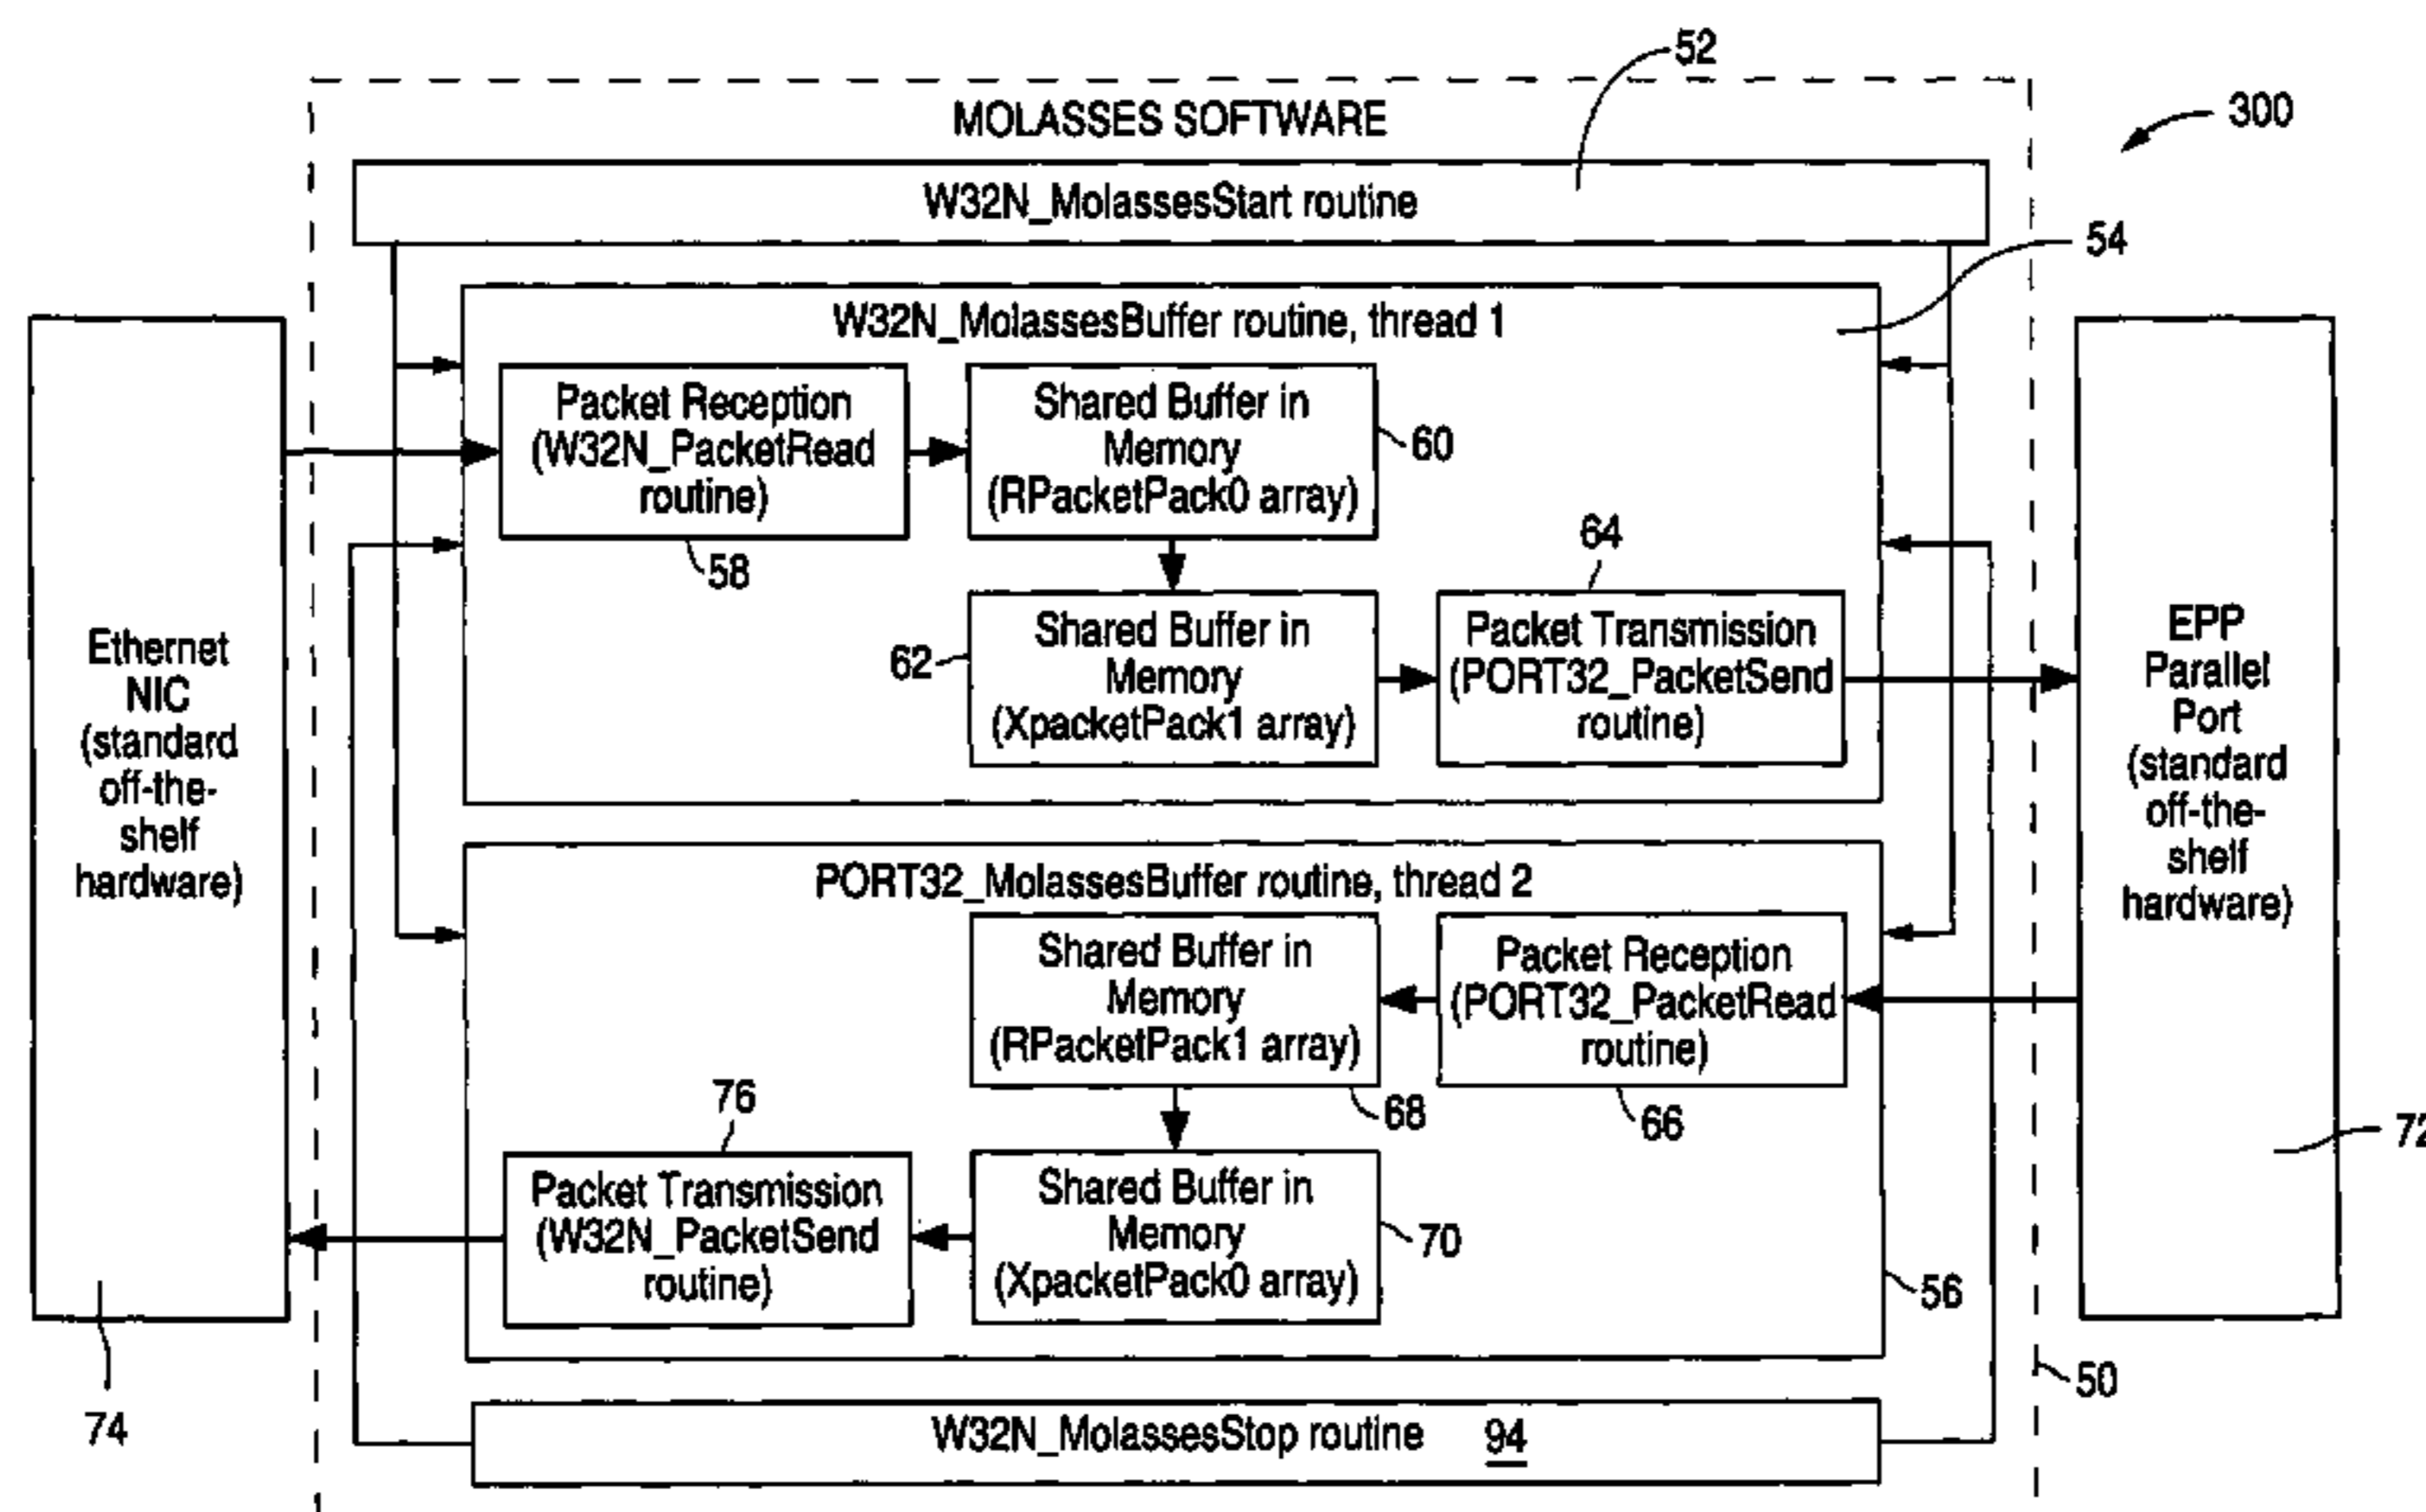 52
MOLASSES SOFTWARE
300
W32N_MolassesStart routine
54
W32N_MolassesBuffer routine, thread 1
Packet Reception
(W32N_PacketRead
routine)
58
Shared Buffer in
Memory
(RPacketPack0 array)
60
64
62
Shared Buffer in
Memory
(XpacketPack1 array)
Packet Transmission
(PORT32_PacketSend
routine)
Ethernet
NIC
(standard
off-the-
shelf
hardware)
EPP
Parallel
Port
(standard
off-the-
shelf
hardware)
PORT32_MolassesBuffer routine, thread 2
Shared Buffer in
Memory
(RPacketPack1 array)
68
Packet Reception
(PORT32_PacketRead
routine)
66
72
76
Packet Transmission
(W32N_PacketSend
routine)
Shared Buffer in
Memory
(XpacketPack0 array)
70
56
50
74
W32N_MolassesStop routine 94